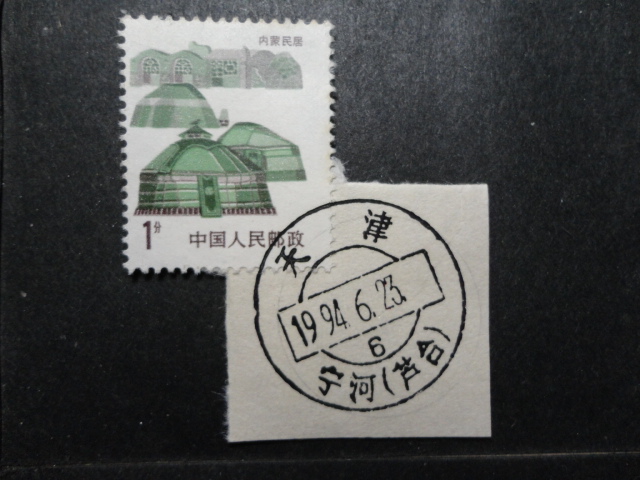 内蒙民居
1分
中国人民邮政
天津
1994.6.23.
6
宁河(芦台)